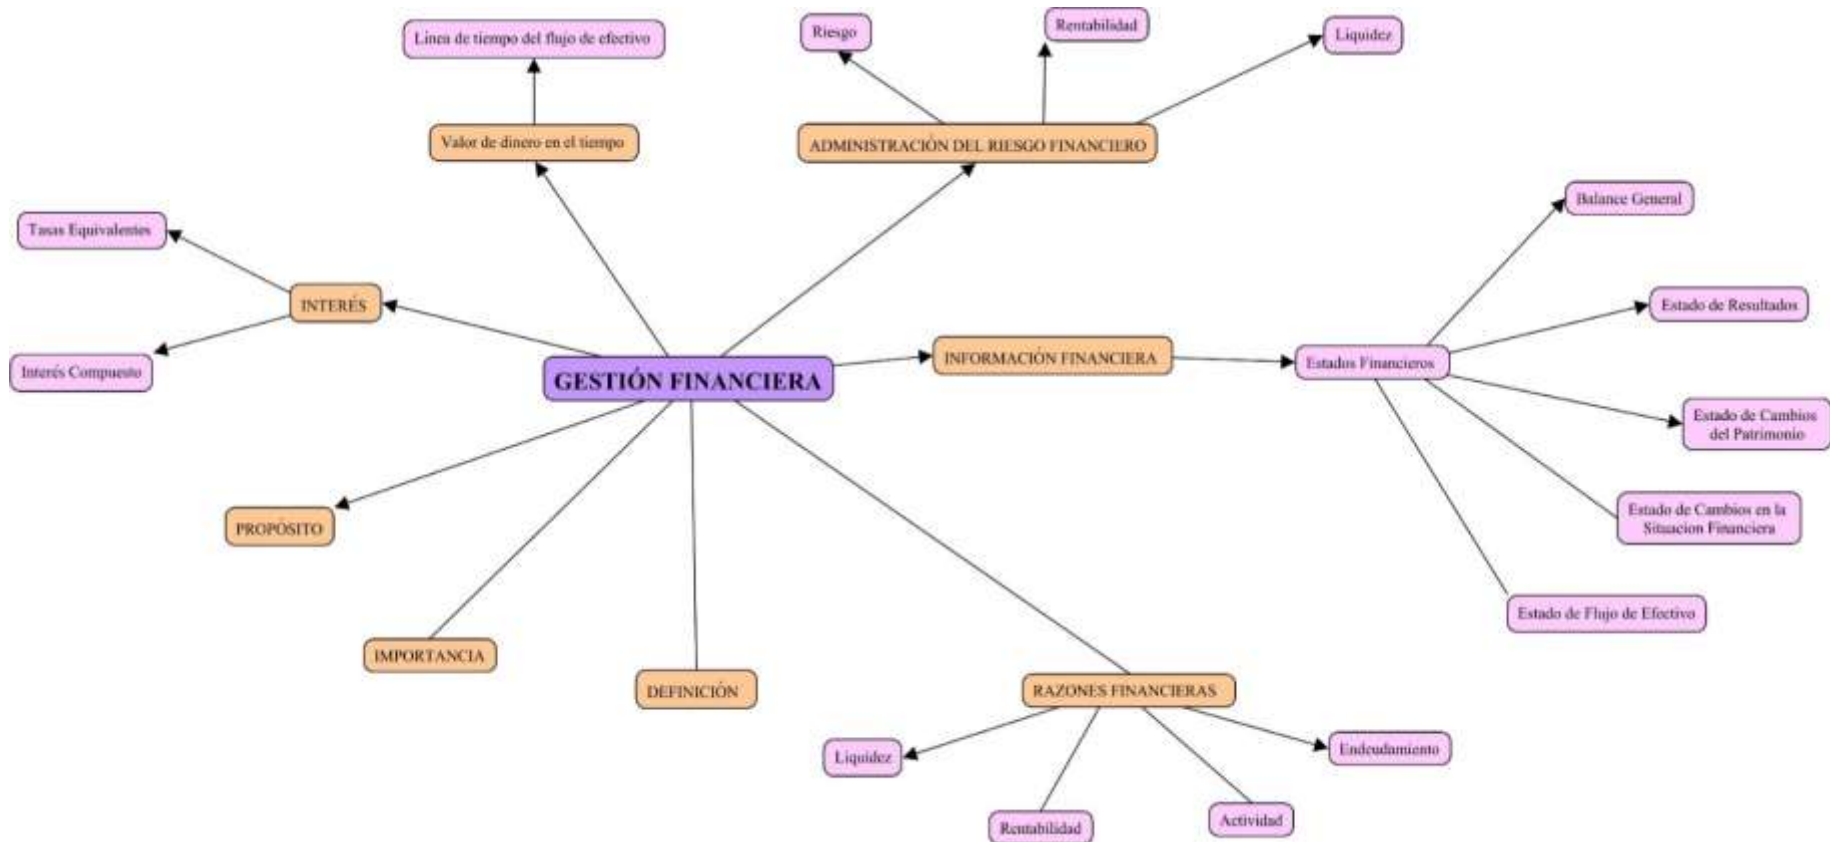 Riesgo
Rentabilidad
Liquidez
Linea de tiempo del flujo de efectivo
Valor de dinero en el tiempo
ADMINISTRACIÓN DEL RIESGO FINANCIERO
Balance General
Tasas Equivalentes
INTERÉS
Estado de Resultados
Interés Compuesto
GESTIÓN FINANCIERA
INFORMACIÓN FINANCIERA
Estados Financieros
Estado de Cambios
del Patrimonio
PROPÓSITO
Estado de Cambios en la
Situacion Financiera
Estado de Flujo de Efectivo
IMPORTANCIA
DEFINICIÓN
RAZONES FINANCIERAS
Liquidez
Endeudamiento
Rentabilidad
Actividad